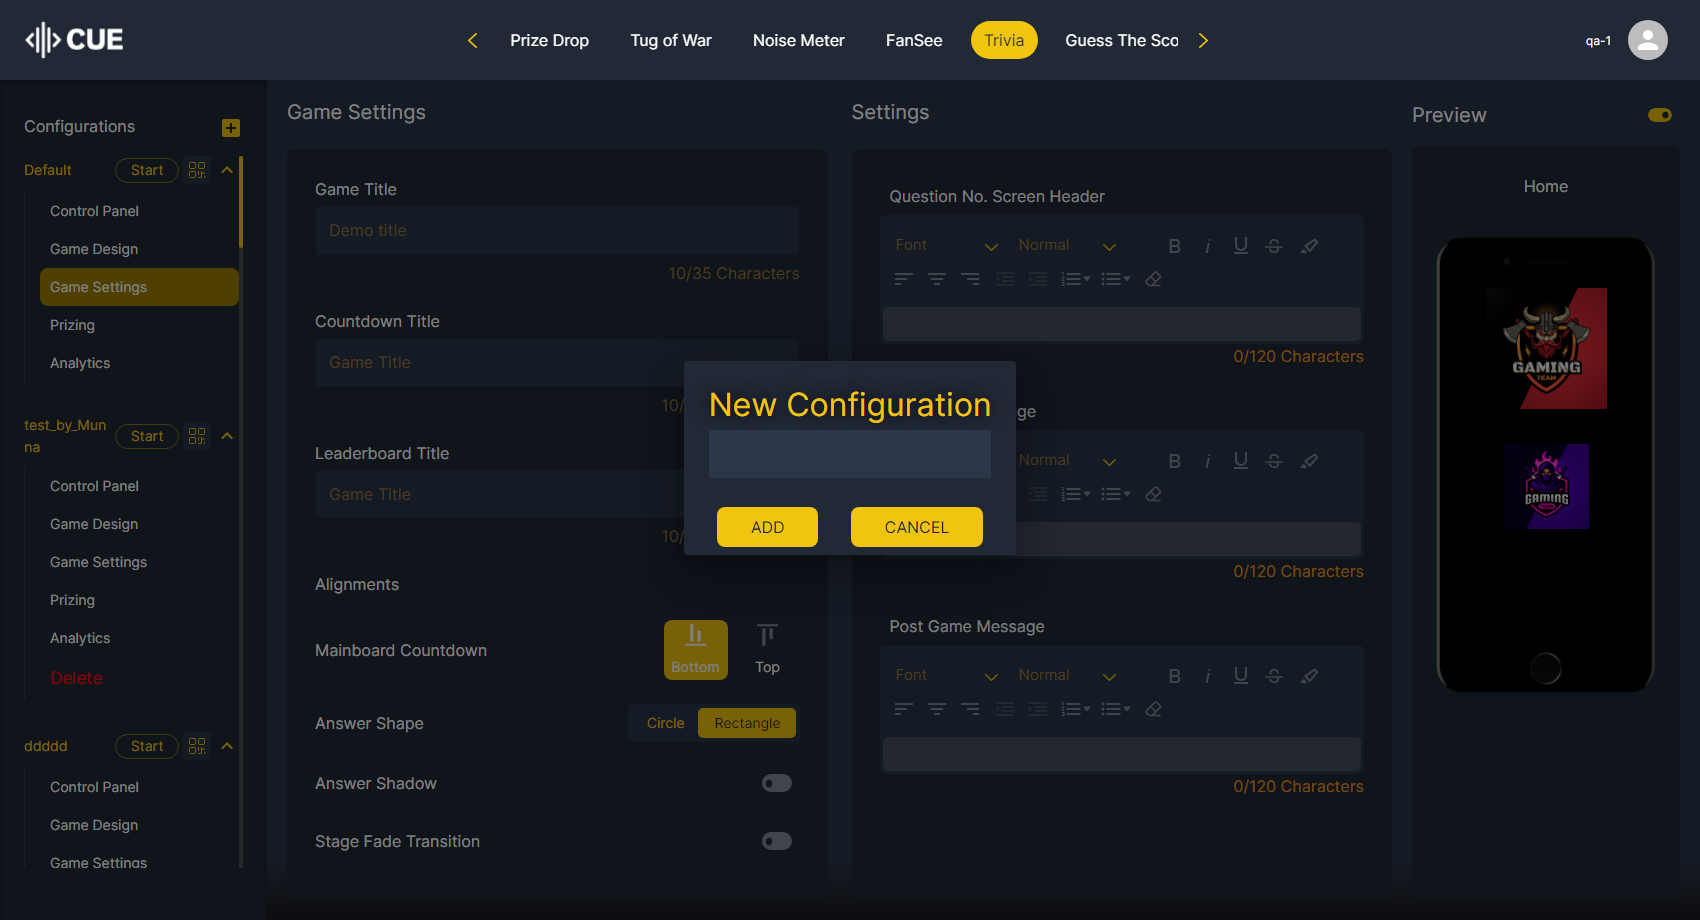 CUE
Prize Drop
Tug of War
Noise Meter
FanSee
Trivia
Guess The Sco
qa-1
Configurations
Default
Start
Control Panel
Game Design
Game Settings
Prizing
Analytics
test_by_Mun
na
Start
Control Panel
Game Design
Game Settings
Prizing
Analytics
Delete
ddddd
Start
Control Panel
Game Design
Game Settings
Game Settings
Game Title
Demo title
10/35 Characters
Countdown Title
Game Title
10/
Leaderboard Title
Game Title
10/
Alignments
Mainboard Countdown
Bottom
Top
Answer Shape
Circle
Rectangle
Answer Shadow
Stage Fade Transition
New Configuration
ADD
CANCEL
Settings
Question No. Screen Header
Font
Normal
B i U S
0/120 Characters
ge
Normal
B i U S
0/120 Characters
Post Game Message
Font
Normal
B i U S
0/120 Characters
Preview
Home
GAMING
TEAM
GAMING
TEAM